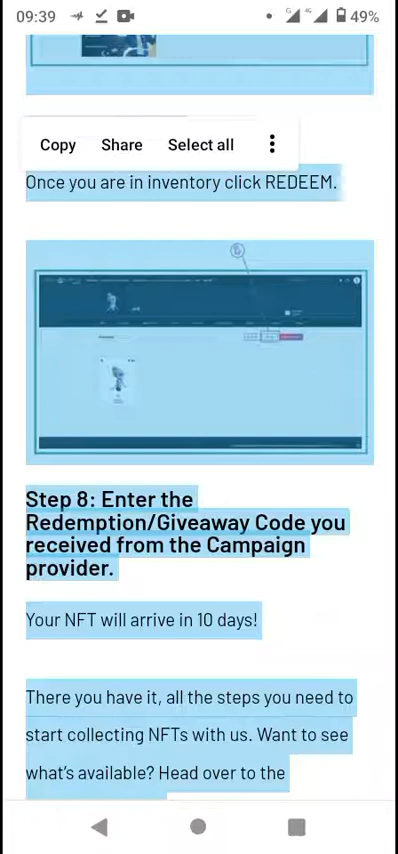 09:39
49%
Copy Share Select all
Once you are in inventory click REDEEM.
Step 8: Enter the
Redemption/Giveaway Code you
received from the Campaign
provider.
Your NFT will arrive in 10 days!
There you have it, all the steps you need to
start collecting NFTs with us. Want to see
what's available? Head over to the